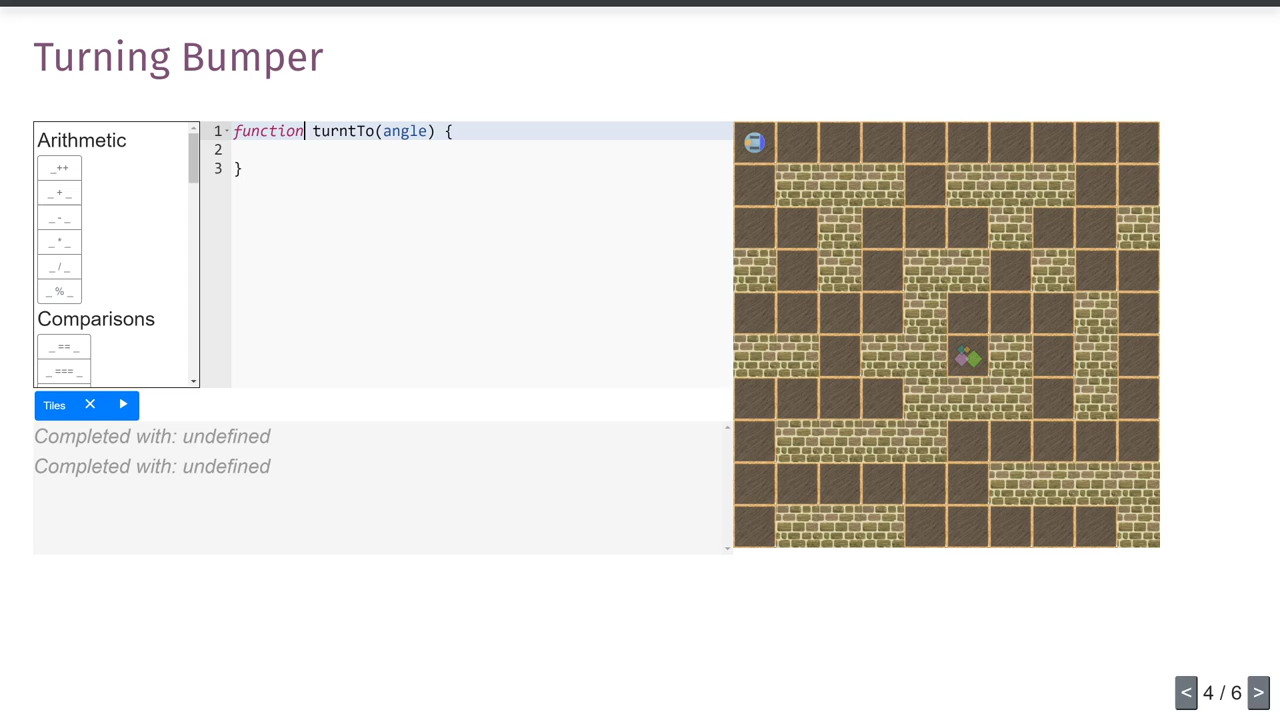 Turning Bumper
Arithmetic
_++
_ + _
_ - _
_ * _
_ / _
_ % _
Comparisons
_ == _
_ === _
1 function turntTo(angle) {
2
3 }
Tiles
Completed with: undefined
Completed with: undefined
< 4 / 6 >